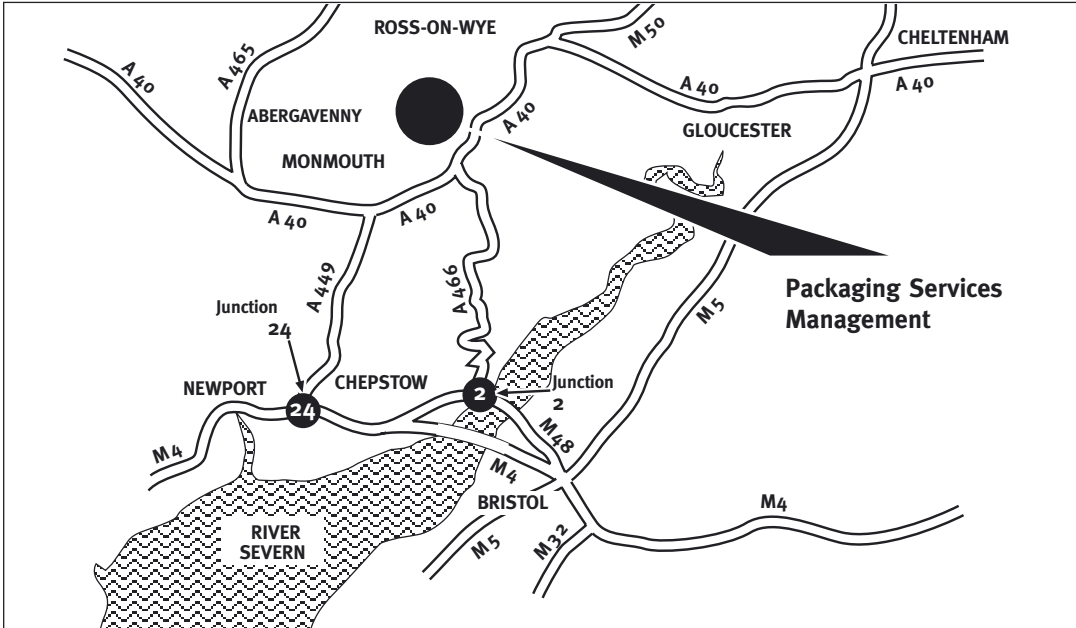 ROSS-ON-WYE
M 50
CHELTENHAM
A 40
A 465
A 40
A 40
ABERGAVENNY
A 40
GLOUCESTER
MONMOUTH
A 40
A 40
A 449
A 466
Packaging Services
Management
M5
Junction
24
NEWPORT
CHEPSTOW
Junction
2
24
2
M4
M48
M4
BRISTOL
M4
RIVER
SEVERN
M5
M32